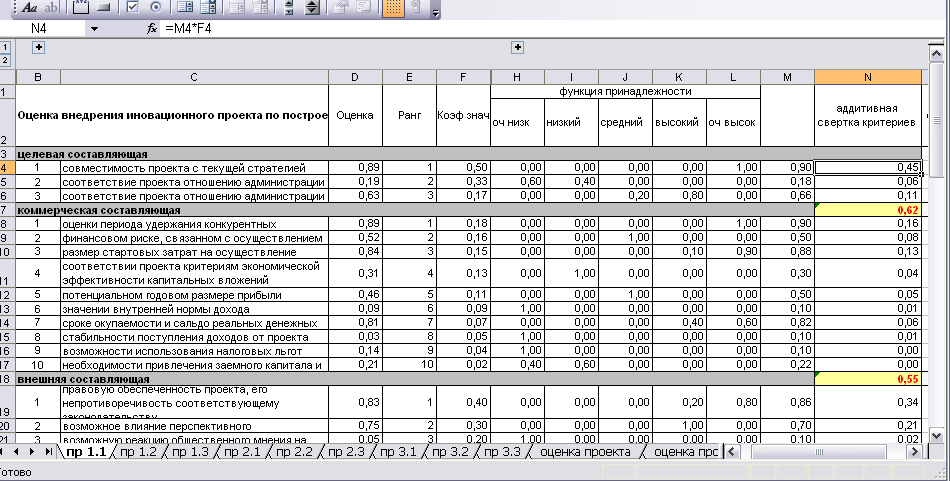 Aa ab
N4 fx =M4*F4
1
2
B C D E F H I J K L M N
1 функция принадлежности
2 Оценка внедрения иновационного проекта по построе Оценка Ранг Коэф знач оч низк низкий средний высокий оч высок аддитивная свертка критериев
3 целевая составляющая
4 1 совместимость проекта с текущей стратегией 0,89 1 0,50 0,00 0,00 0,00 0,00 1,00 0,90 0,45
5 2 соответствие проекта отношению администрации 0,19 2 0,33 0,60 0,40 0,00 0,00 0,00 0,18 0,06
6 3 соответствие проекта отношению администрации 0,63 3 0,17 0,00 0,00 0,20 0,80 0,00 0,66 0,11
7 коммерческая составляющая 0,62
8 1 оценки периода удержания конкурентных 0,89 1 0,18 0,00 0,00 0,00 0,00 1,00 0,90 0,16
9 2 финансовом риске, связанном с осуществлением 0,52 2 0,16 0,00 0,00 1,00 0,00 0,00 0,50 0,08
10 3 размер стартовых затрат на осуществление 0,84 3 0,15 0,00 0,00 0,00 0,10 0,90 0,88 0,13
11 4 соответствии проекта критериям экономической эффективности капитальных вложений 0,31 4 0,13 0,00 1,00 0,00 0,00 0,00 0,30 0,04
12 5 потенциальном годовом размере прибыли 0,46 5 0,11 0,00 0,00 1,00 0,00 0,00 0,50 0,05
13 6 значении внутренней нормы дохода 0,09 6 0,09 1,00 0,00 0,00 0,00 0,00 0,10 0,01
14 7 сроке окупаемости и сальдо реальных денежных 0,81 7 0,07 0,00 0,00 0,00 0,40 0,60 0,82 0,06
15 8 стабильности поступления доходов от проекта 0,03 8 0,05 1,00 0,00 0,00 0,00 0,00 0,10 0,01
16 9 возможности использования налоговых льгот 0,14 9 0,04 1,00 0,00 0,00 0,00 0,00 0,10 0,00
17 10 необходимости привлечения заемного капитала и 0,21 10 0,02 0,40 0,60 0,00 0,00 0,00 0,22 0,00
18 внешняя составляющая 0,55
19 1 правовую обеспеченность проекта, его непротиворечивость соответствующему законодательству 0,83 1 0,40 0,00 0,00 0,00 0,20 0,80 0,86 0,34
20 2 возможное влияние перспективного 0,75 2 0,30 0,00 0,00 0,00 1,00 0,00 0,70 0,21
21 3 возможную реакцию общественного мнения на 0,05 3 0,20 1,00 0,00 0,00 0,00 0,00 0,10 0,02
пр 1.1 пр 1.2 пр 1.3 пр 2.1 пр 2.2 пр 2.3 пр 3.1 пр 3.2 пр 3.3 оценка проекта оценка про
отово